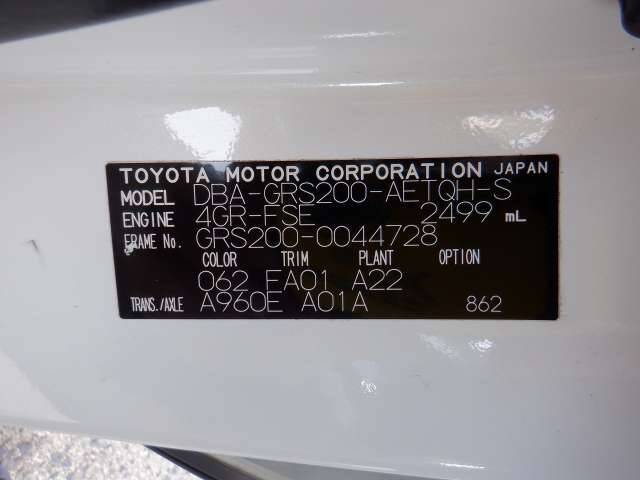 TOYOTA MOTOR CORPORATION JAPAN
MODEL DBA-GRS200-AETQH-S
ENGINE 4GR-FSE 2499 mL
FRAME No. GRS200-0044728
COLOR TRIM PLANT OPTION
062 FA01 A22
TRANS./AXLE A960E A01A 862